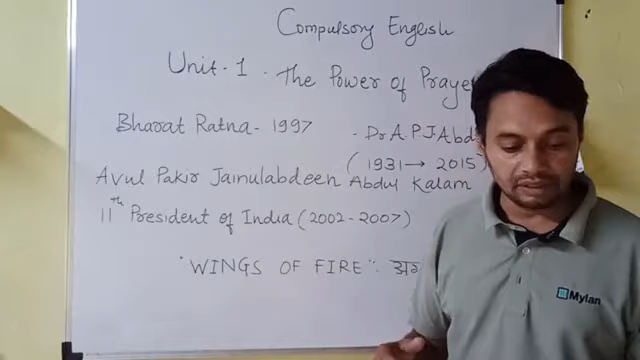 Compulsory English
Unit-1. The Power of Prayer
Bharat Ratna - 1997 - Dr A P J Abd
(1931→ 2015)
Avul Pakir Jainulabdeen Abdul Kalam
11th President of India (2002-2007)
"WINGS OF FIRE".
Mylan